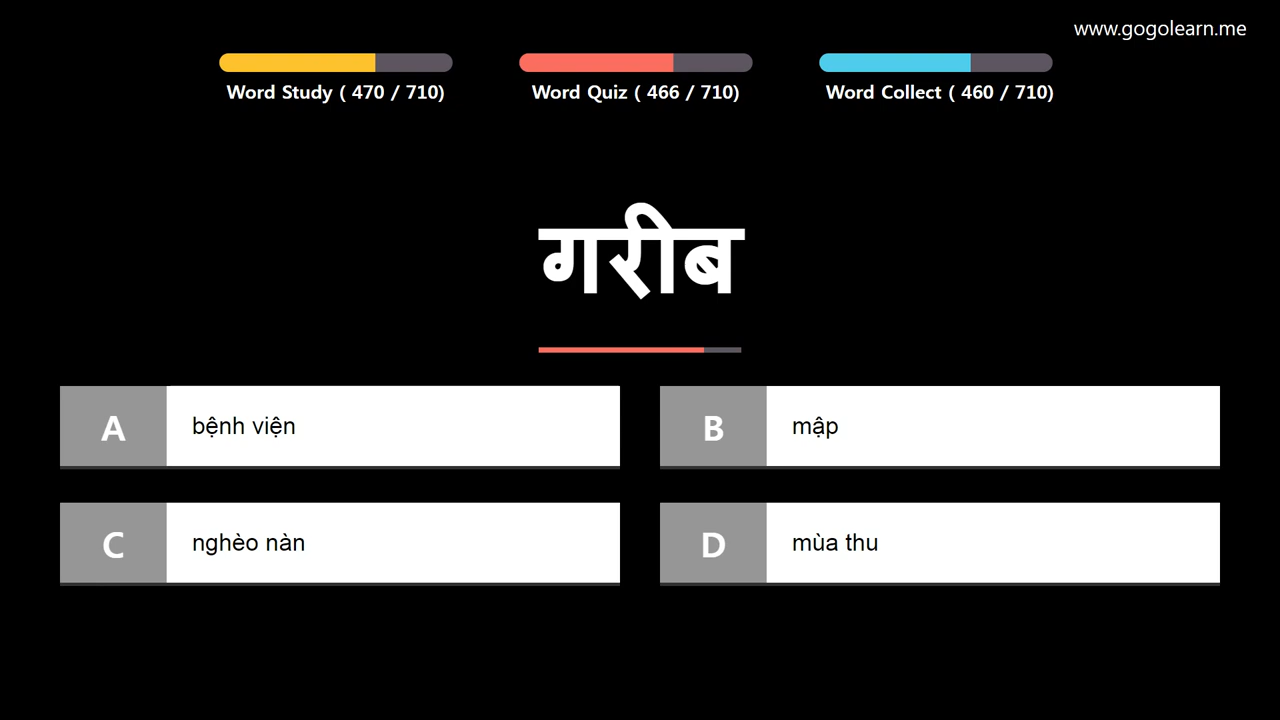 www.gogolearn.me
Word Study ( 470 / 710)
Word Quiz ( 466 / 710)
Word Collect ( 460 / 710)
गरीब
A
bệnh viện
B
mập
C
nghèo nàn
D
mùa thu